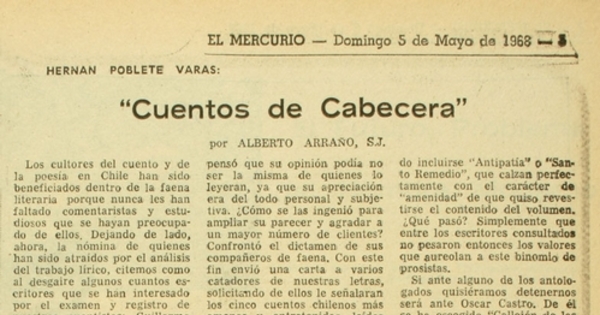 EL MERCURIO — Domingo 5 de Mayo de 1968 — 3
HERNAN POBLETE VARAS:
"Cuentos de Cabecera"
por ALBERTO ARRAÑO, S.J.
Los cultores del cuento y de
la poesía en Chile han sido
beneficiados dentro de la faena
literaria porque nunca les han
faltado comentaristas y estu-
diosos que se hayan preocupa-
do de ellos. Dejando de lado,
ahora, la nómina de quienes
han sido atraídos por el análisis
del trabajo lírico, citemos como
al desgaire algunos cuantos es-
critores que se han interesado
por el examen y registro de
pensó que su opinión podía no
ser la misma de quienes lo
leyeran, ya que su apreciación
era del todo personal y subje-
tiva. ¿Cómo se las ingenió para
ampliar su parecer y agradar a
un mayor número de clientes?
Confrontó el dictamen de sus
compañeros de faena. Con este
fin envió una carta a varios
catadores de nuestras letras,
solicitando de ellos le señalaran
los cinco cuentos chilenos más
do incluirse "Antipatía" o "San-
to Remedio", que calzan perfec-
tamente con el carácter de
"amenidad" de que quiso reves-
tirse el contenido del volumen.
¿Qué pasó? Simplemente que
entre los escritores consultados
no pesaron entonces los valores
que aureolan a este binomio de
prosistas.
Si ante alguno de los antolo-
gados quisiéramos detenernos
será ante Oscar Castro. De él